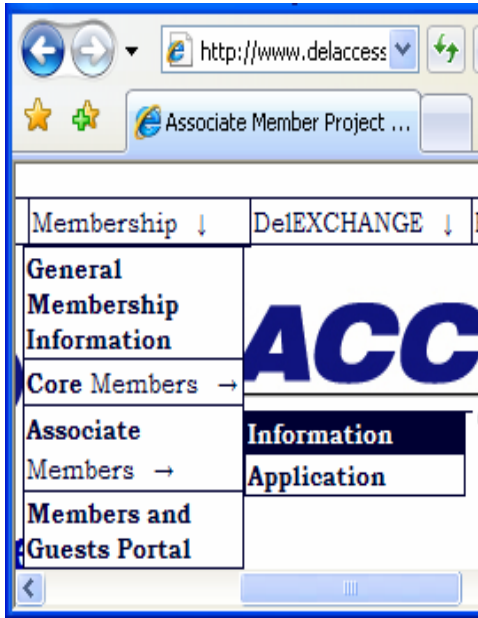 http://www.delaccess
Associate Member Project ...
Membership ↓ DelEXCHANGE ↓
General
Membership
Information
ACC
Core Members →
Associate
Members →
Information
Application
Members and
Guests Portal